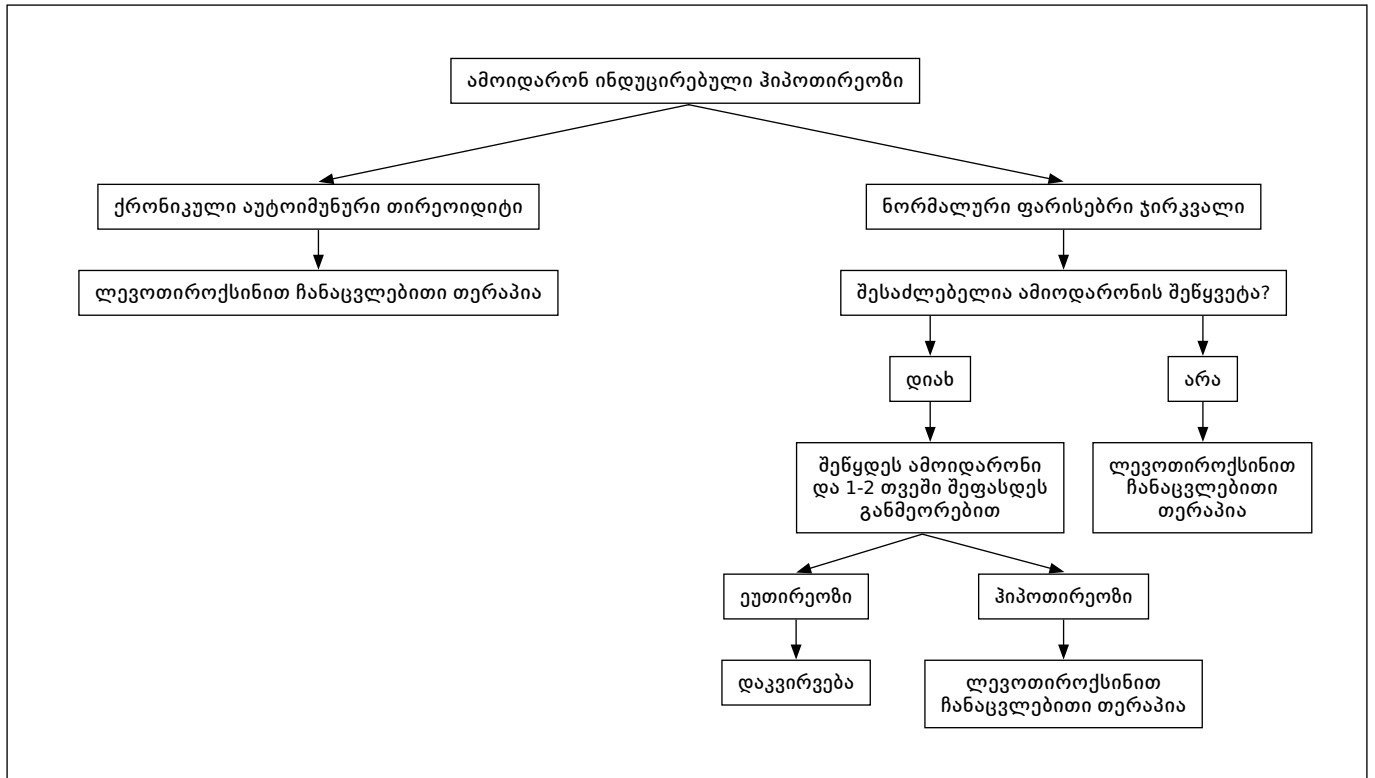 ამოიდარონ ინდუცირებული ჰიპოთირეოზი
ქრონიკული აუტოიმუნური თირეოიდიტი
ნორმალური ფარისებრი ჯირკვალი
ლევოთიროქსინით ჩანაცვლებითი თერაპია
შესაძლებელია ამიოდარონის შეწყვეტა?
დიახ
არა
შეწყდეს ამოიდარონი
და 1-2 თვეში შეფასდეს
განმეორებით
ლევოთიროქსინით
ჩანაცვლებითი
თერაპია
ეუთირეოზი
ჰიპოთირეოზი
დაკვირვება
ლევოთიროქსინით
ჩანაცვლებითი თერაპია